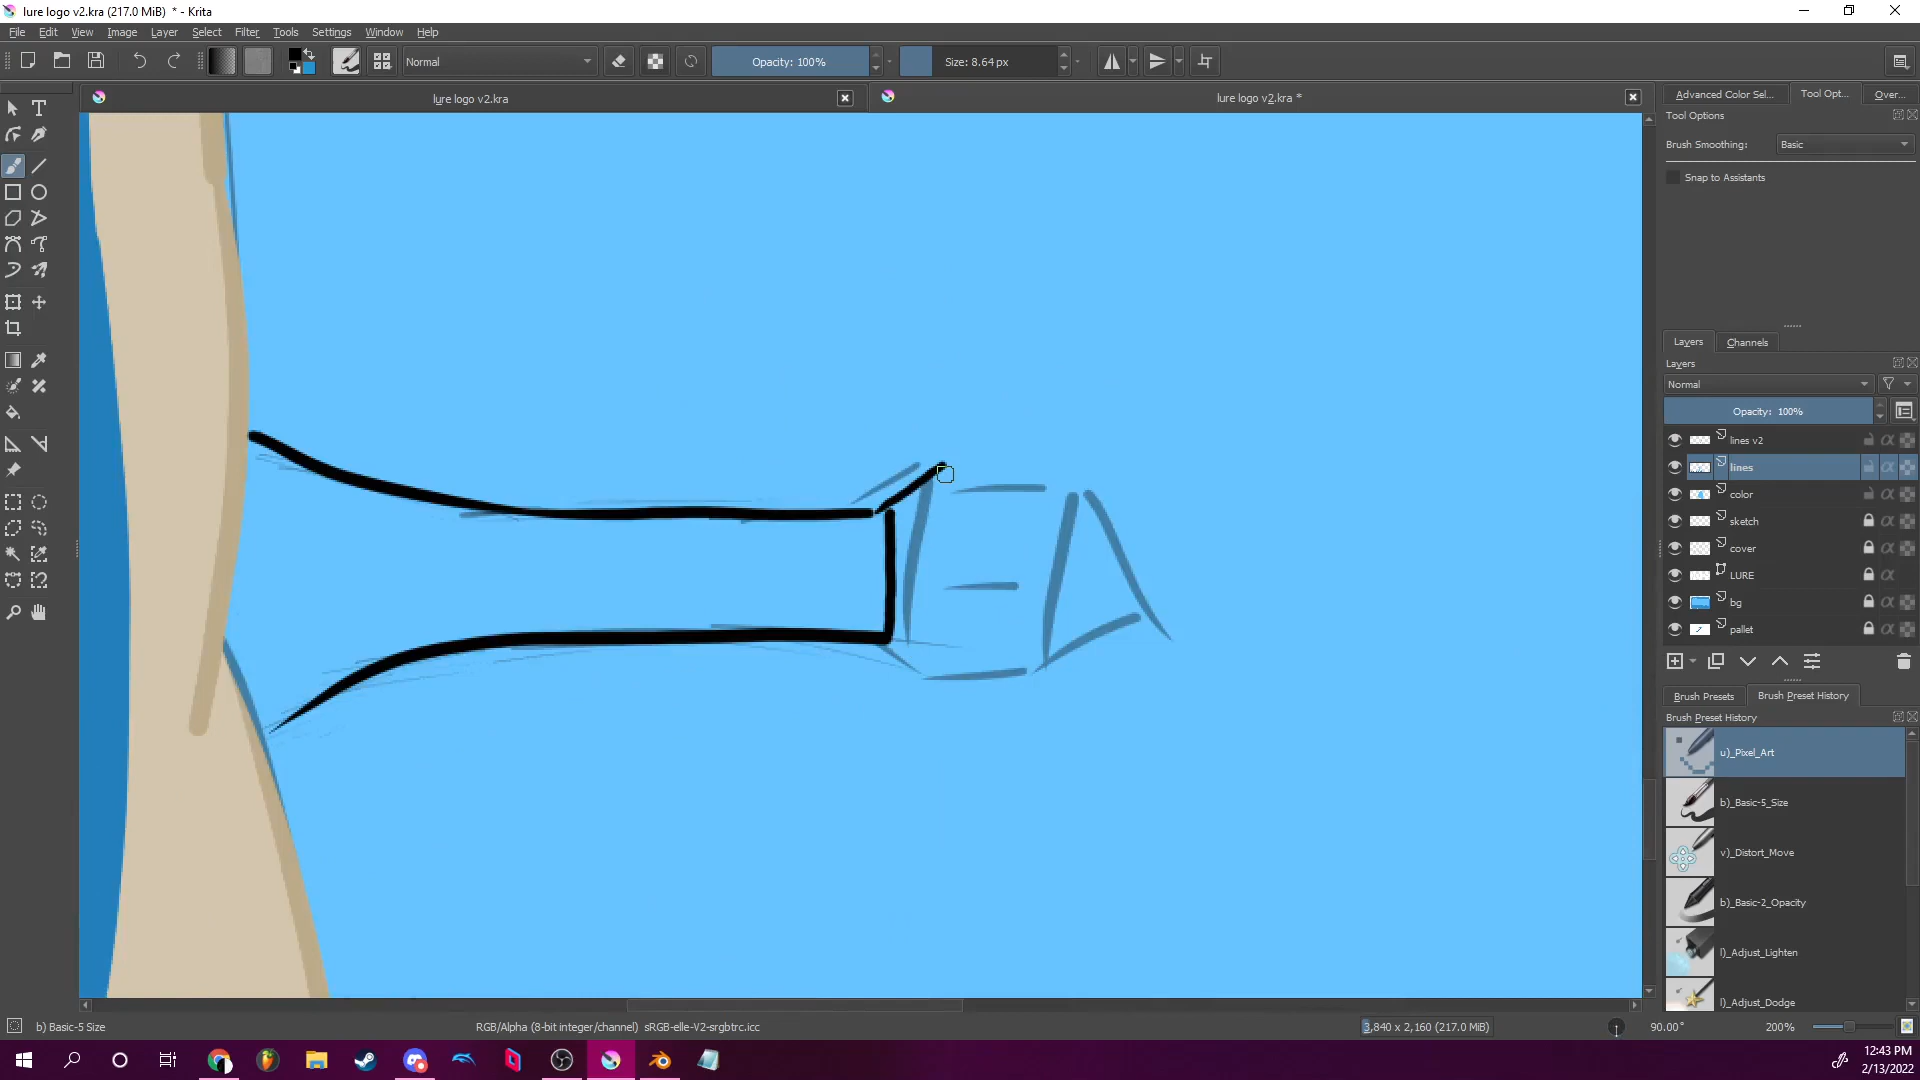 lure logo v2.kra (217.0 MiB) * - Krita
File Edit View Image Layer Select Filter Tools Settings Window Help
Normal Opacity: 100% Size: 8.64 px
lure logo v2.kra lure logo v2.kra *
Advanced Color Sel... Tool Opt... Over...
Tool Options
Brush Smoothing: Basic
Snap to Assistants
Layers Channels
Layers
Normal
Opacity: 100%
lines v2
lines
color
sketch
cover
LURE
bg
pallet
Brush Presets Brush Preset History
Brush Preset History
u)_Pixel_Art
b)_Basic-5_Size
v)_Distort_Move
b)_Basic-2_Opacity
l)_Adjust_Lighten
l)_Adjust_Dodge
b) Basic-5 Size RGB/Alpha (8-bit integer/channel) sRGB-elle-V2-srgbtrc.icc 3,840 x 2,160 (217.0 MiB) 90.00° 200%
12:43 PM
2/13/2022